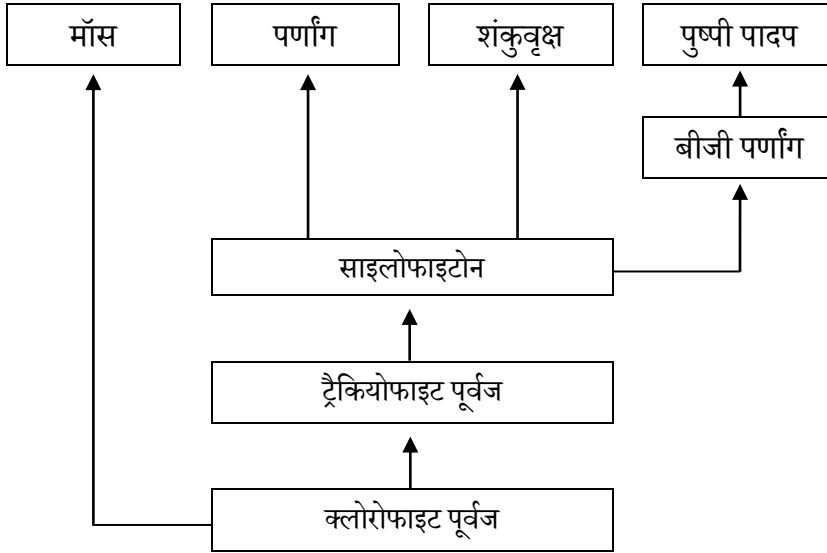 मॉस
पर्णांग
शंकुवृक्ष
पुष्पी पादप
बीजी पर्णांग
साइलोफाइटोन
ट्रैकियोफाइट पूर्वज
क्लोरोफाइट पूर्वज